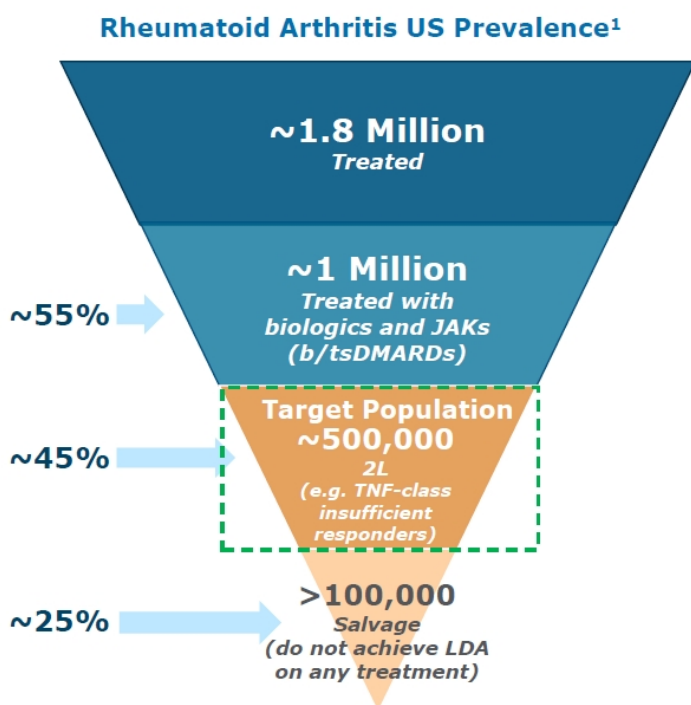 Rheumatoid Arthritis US Prevalence¹
~1.8 Million
Treated
~1 Million
Treated with
biologics and JAKs
(b/tsDMARDs)
~55%
Target Population
~500,000
2L
(e.g. TNF-class
insufficient
responders)
~45%
>100,000
Salvage
(do not achieve LDA
on any treatment)
~25%